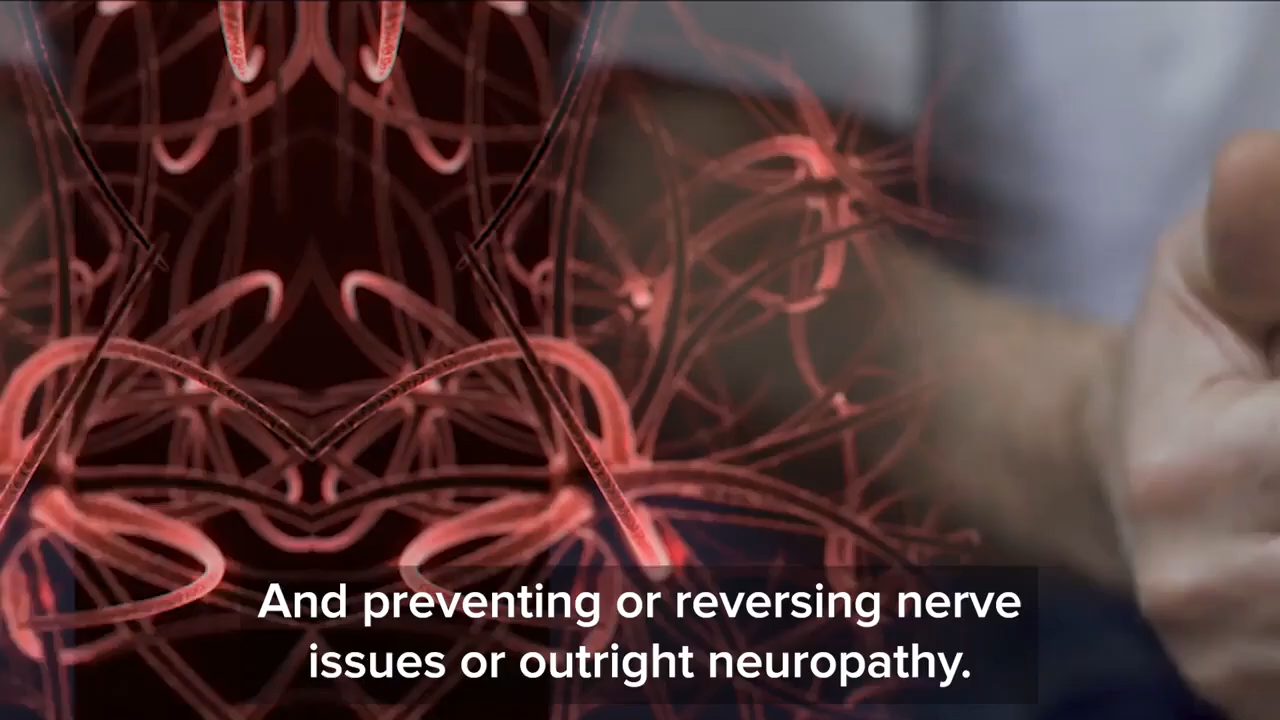 And preventing or reversing nerve
issues or outright neuropathy.